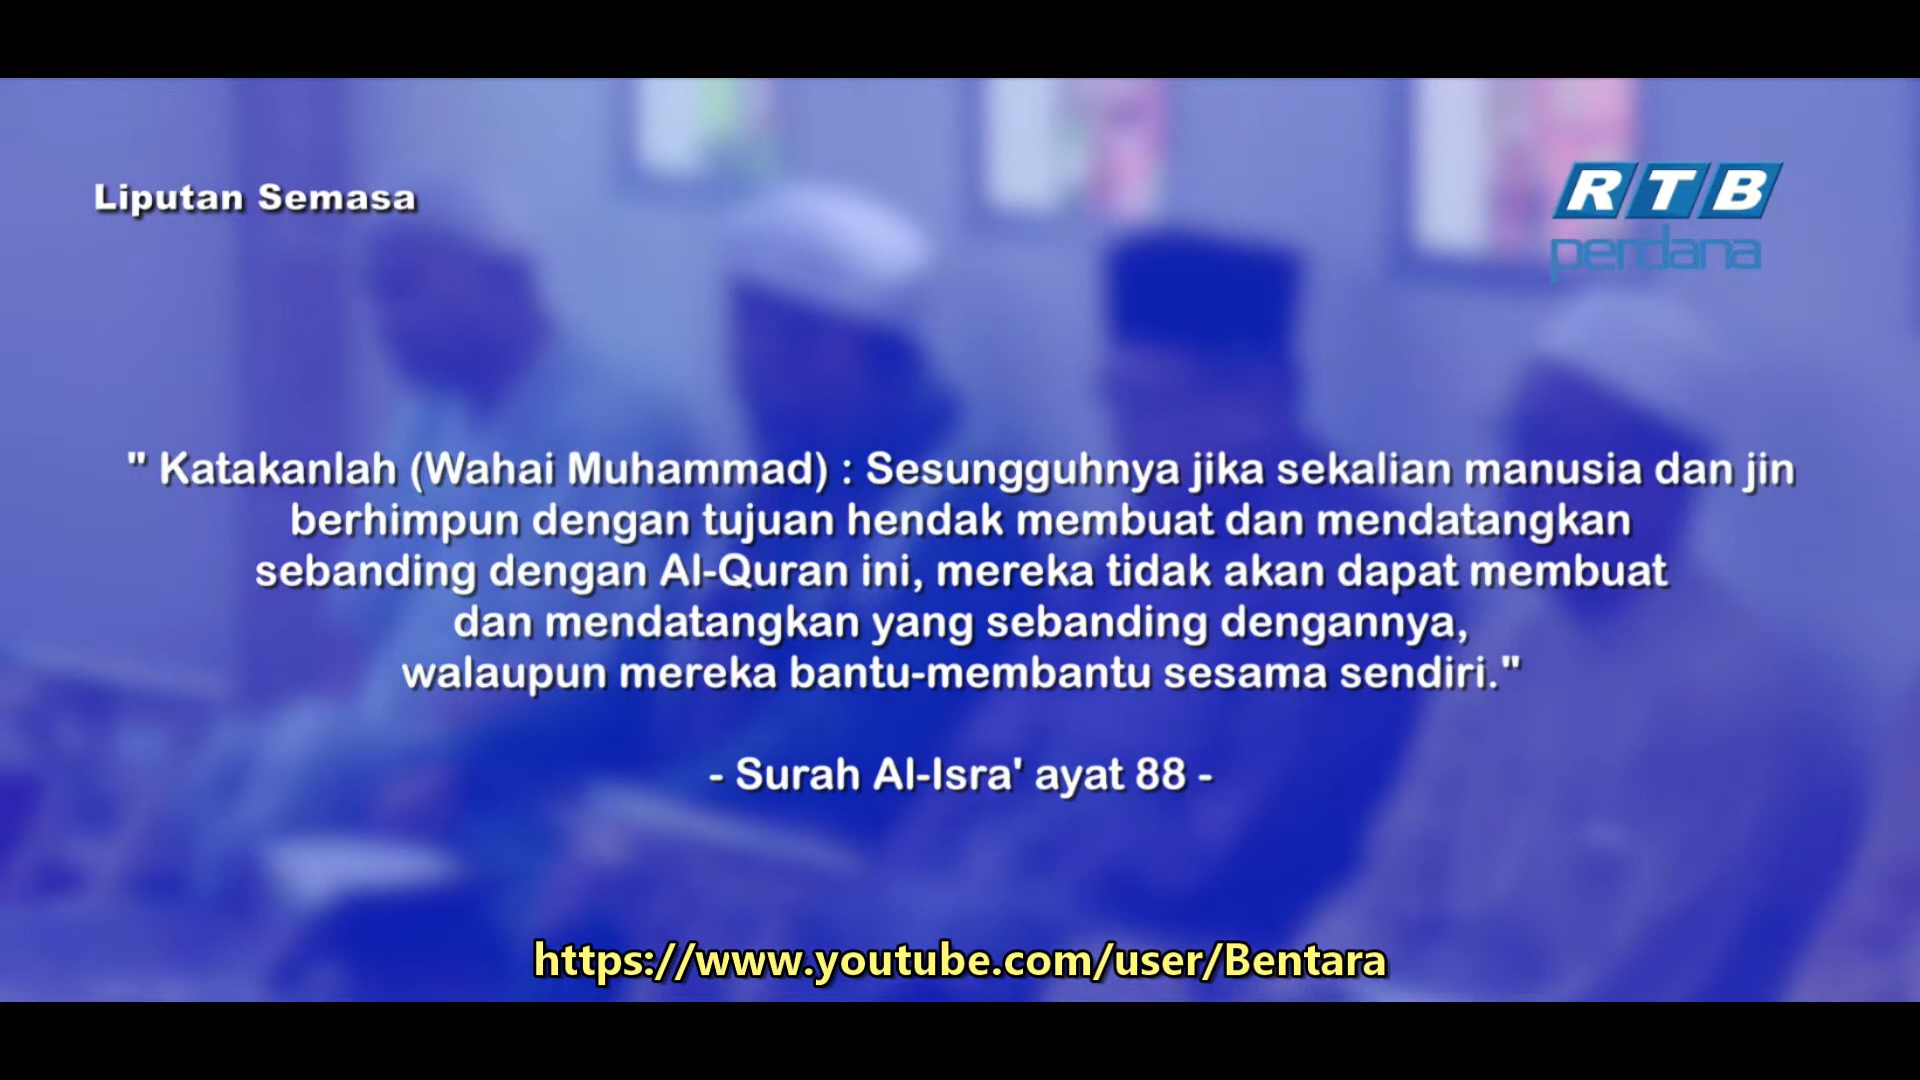 Liputan Semasa
RTB
perdana
" Katakanlah (Wahai Muhammad) : Sesungguhnya jika sekalian manusia dan jin
berhimpun dengan tujuan hendak membuat dan mendatangkan
sebanding dengan Al-Quran ini, mereka tidak akan dapat membuat
dan mendatangkan yang sebanding dengannya,
walaupun mereka bantu-membantu sesama sendiri."
- Surah Al-Isra' ayat 88 -
https://www.youtube.com/user/Bentara